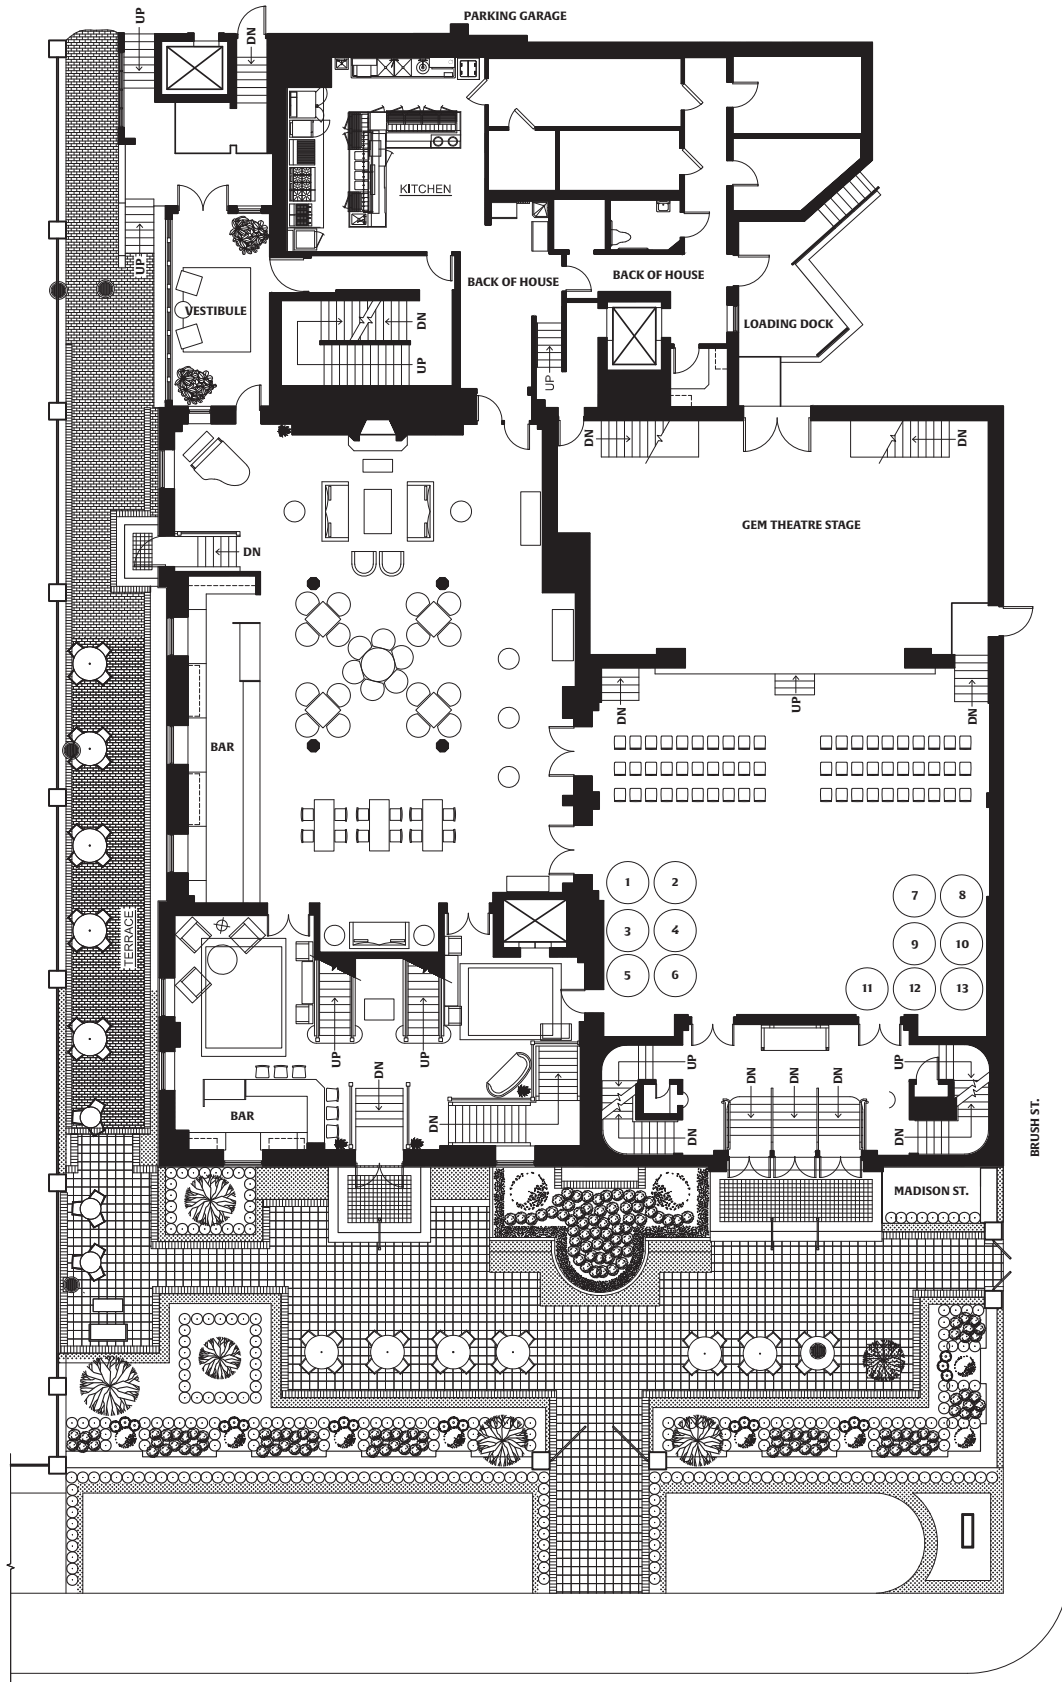 PARKING GARAGE
UP
DN
KITCHEN
UP
BACK OF HOUSE
BACK OF HOUSE
VESTIBULE
DN
LOADING DOCK
UP
UP
DN
DN
GEM THEATRE STAGE
DN
UP
DN
DN
BAR
1
2
3
4
5
6
7
8
9
10
11
12
13
TERRACE
UP
UP
DN
DN
BAR
UP
DN
DN
DN
UP
DN
DN
MADISON ST.
BRUSH ST.